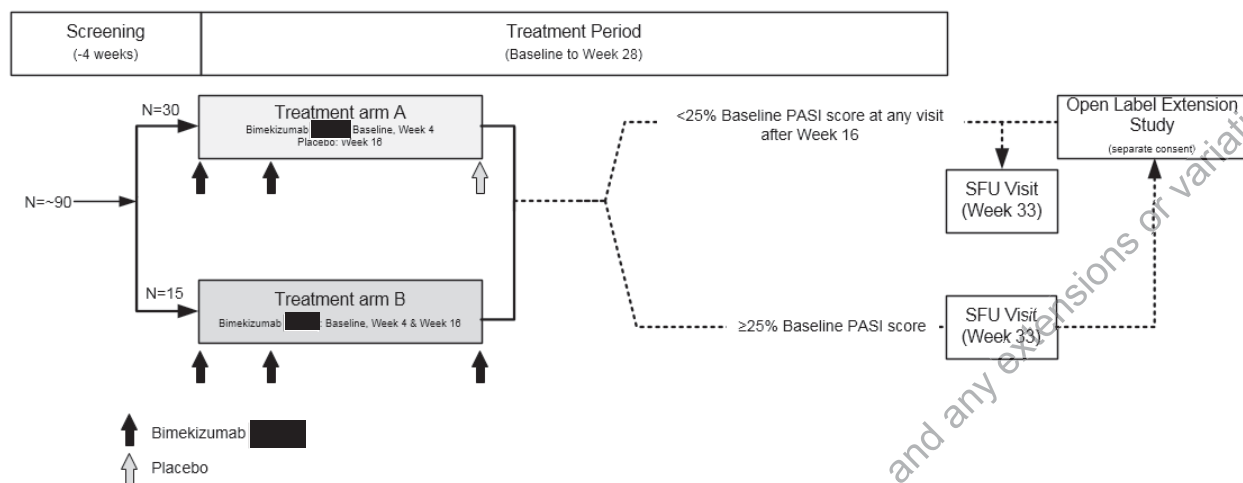 Screening
(-4 weeks)
Treatment Period
(Baseline to Week 28)
N=~90
N=30
Treatment arm A
Bimekizumab Baseline, Week 4
Placebo: Week 16
N=15
Treatment arm B
Bimekizumab : Baseline, Week 4 & Week 16
<25% Baseline PASI score at any visit
after Week 16
≥25% Baseline PASI score
SFU Visit
(Week 33)
SFU Visit
(Week 33)
Open Label Extension
Study
(separate consent)
Bimekizumab
Placebo
and any extensions or